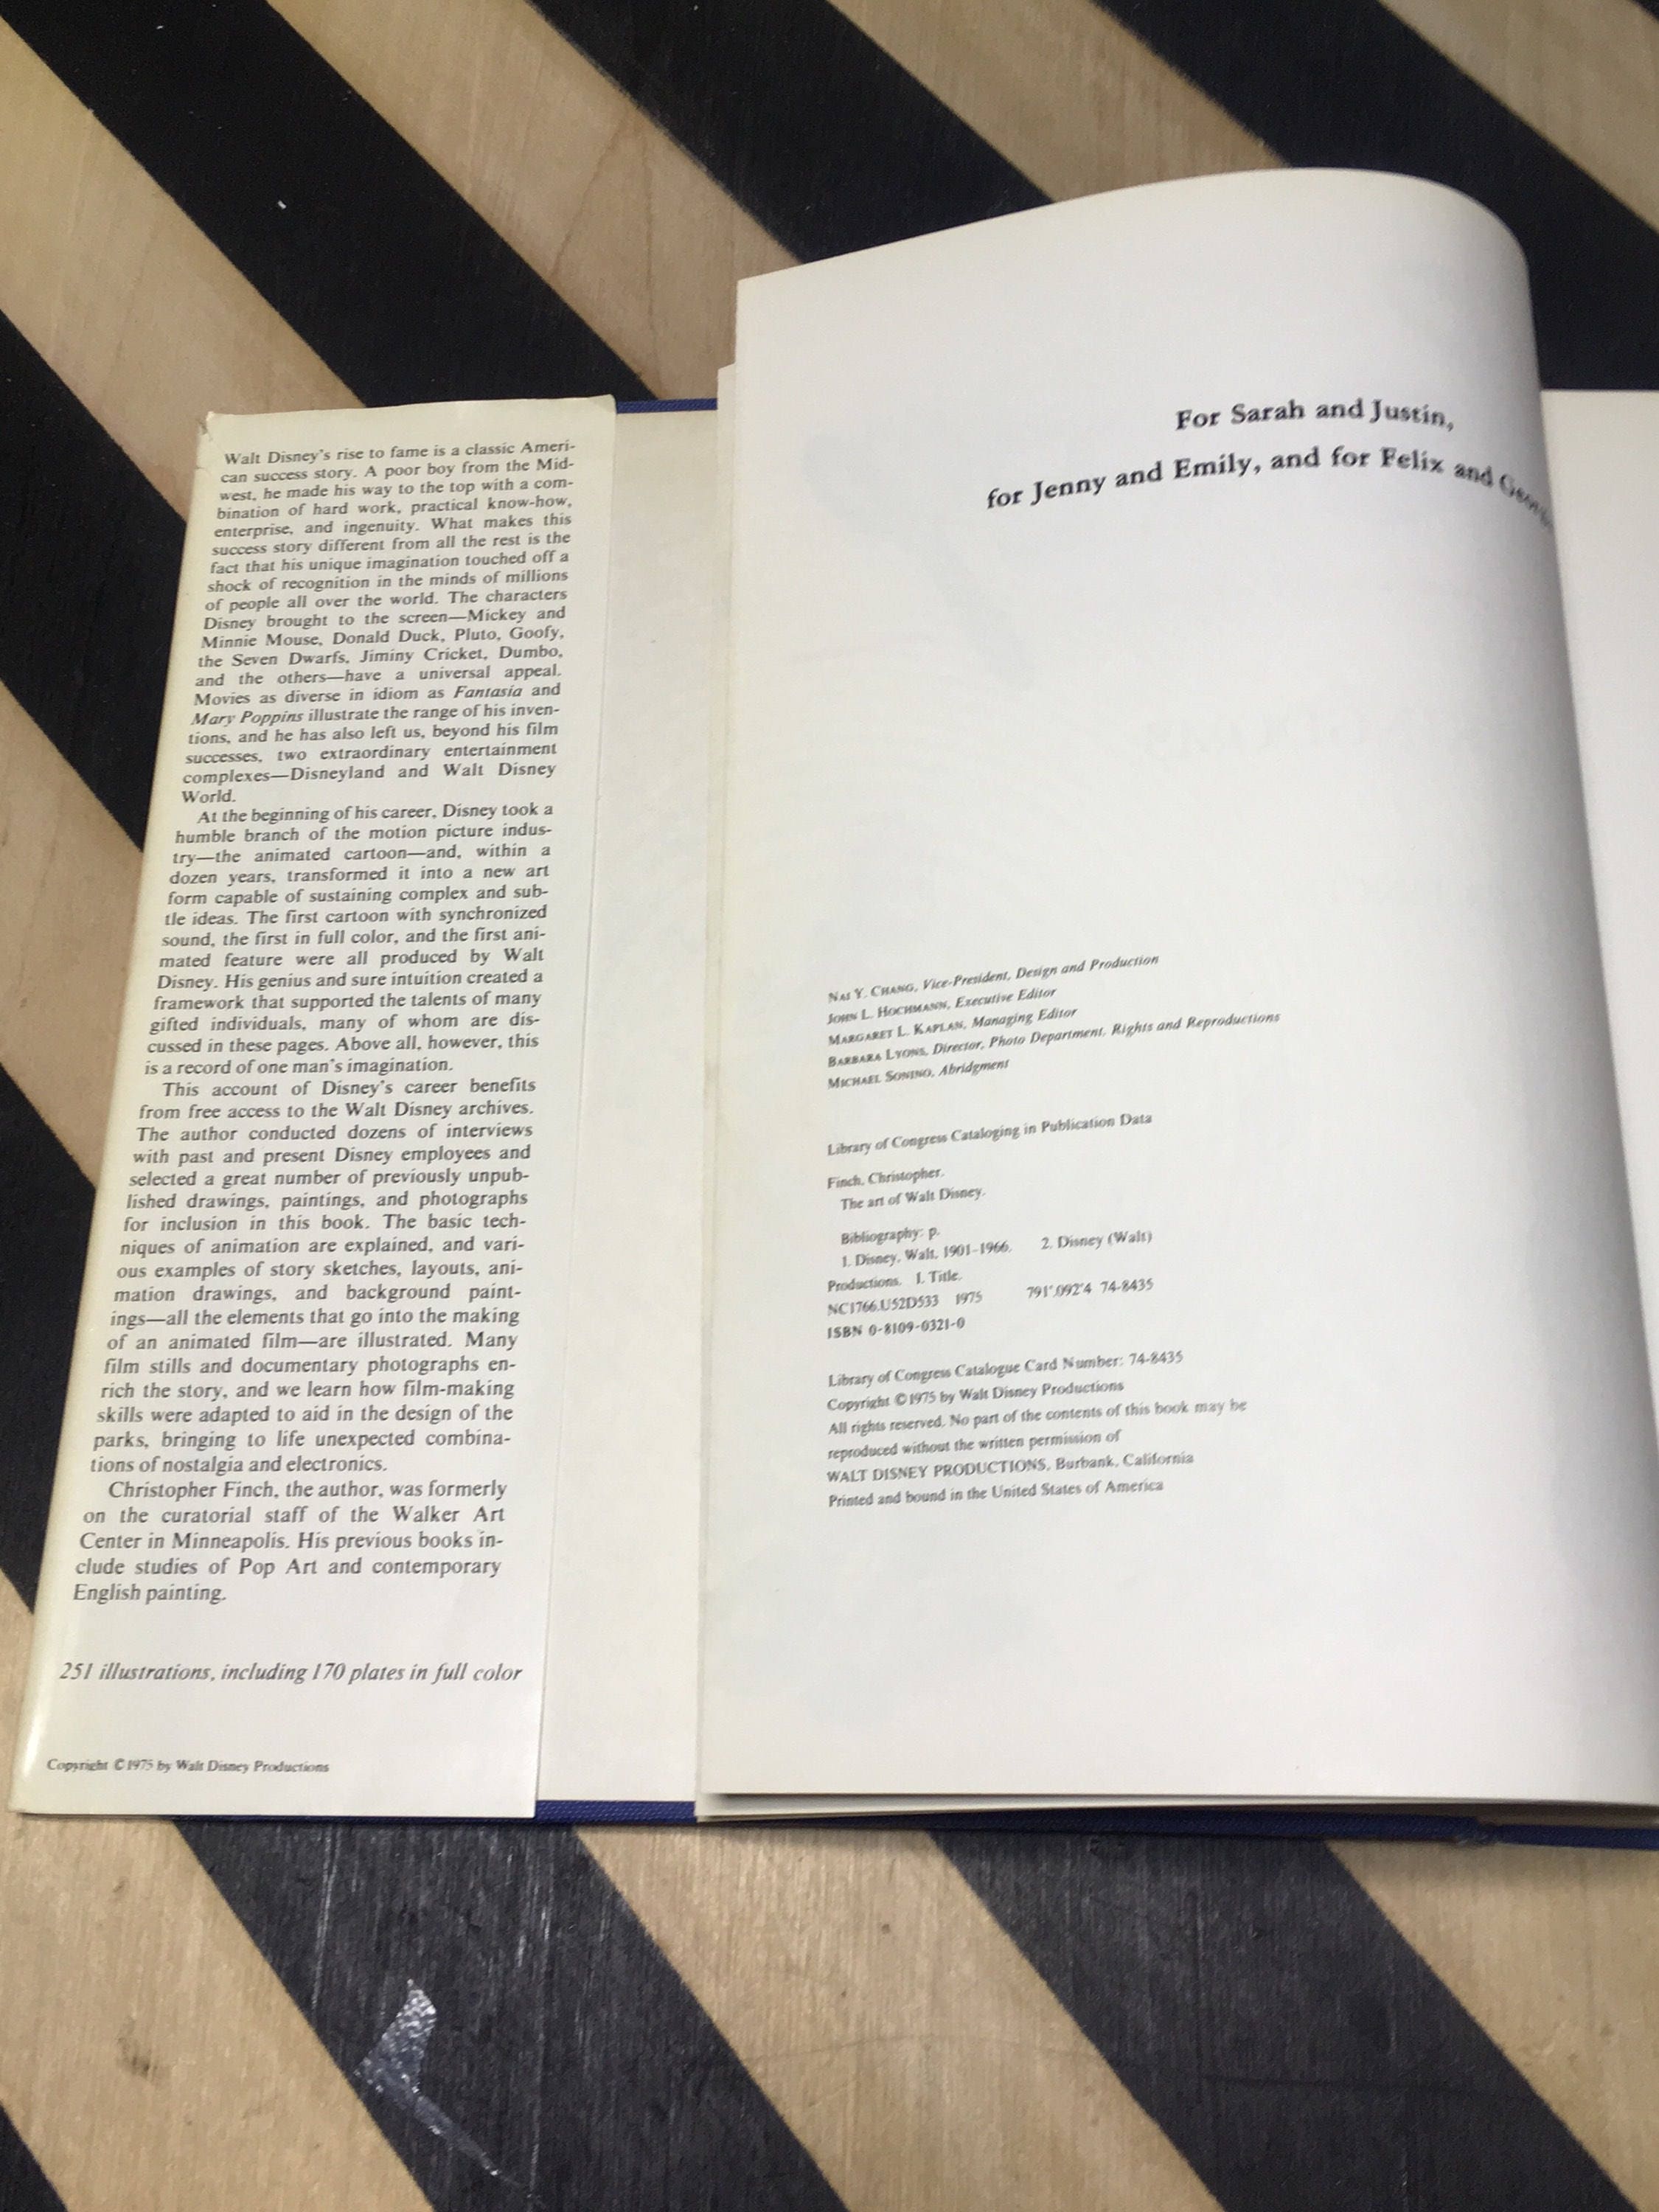 Walt Disney's rise to fame is a classic Ameri-
can success story. A poor boy from the Mid-
west, he made his way to the top with a com-
bination of hard work, practical know-how,
enterprise, and ingenuity. What makes this
success story different from all the rest is the
fact that his unique imagination touched off a
shock of recognition in the minds of millions
of people all over the world. The characters
Disney brought to the screen—Mickey and
Minnie Mouse, Donald Duck, Pluto, Goofy,
the Seven Dwarfs, Jiminy Cricket, Dumbo,
and the others—have a universal appeal.
Movies as diverse in idiom as Fantasia and
Mary Poppins illustrate the range of his inven-
tions, and he has also left us, beyond his film
successes, two extraordinary entertainment
complexes—Disneyland and Walt Disney
World.
At the beginning of his career, Disney took a
humble branch of the motion picture indus-
try—the animated cartoon—and, within a
dozen years, transformed it into a new art
form capable of sustaining complex and sub-
tle ideas. The first cartoon with synchronized
sound, the first in full color, and the first ani-
mated feature were all produced by Walt
Disney. His genius and sure intuition created a
framework that supported the talents of many
gifted individuals, many of whom are dis-
cussed in these pages. Above all, however, this
is a record of one man's imagination.
This account of Disney's career benefits
from free access to the Walt Disney archives.
The author conducted dozens of interviews
with past and present Disney employees and
selected a great number of previously unpub-
lished drawings, paintings, and photographs
for inclusion in this book. The basic tech-
niques of animation are explained, and vari-
ous examples of story sketches, layouts, ani-
mation drawings, and background paint-
ings—all the elements that go into the making
of an animated film—are illustrated. Many
film stills and documentary photographs en-
rich the story, and we learn how film-making
skills were adapted to aid in the design of the
parks, bringing to life unexpected combina-
tions of nostalgia and electronics.
Christopher Finch, the author, was formerly
on the curatorial staff of the Walker Art
Center in Minneapolis. His previous books in-
clude studies of Pop Art and contemporary
English painting.
251 illustrations, including 170 plates in full color
Copyright © 1975 by Walt Disney Productions
For Sarah and Justin,
for Jenny and Emily, and for Felix and
NAI Y. CHANG, Vice-President, Design and Production
JOHN L. HOCHMANN, Executive Editor
MARGARET L. KAPLAN, Managing Editor
BARBARA LYONS, Director, Photo Department, Rights and Reproductions
MICHAEL SONINO, Abridgment
Library of Congress Cataloging in Publication Data
Finch, Christopher.
The art of Walt Disney.
Bibliography: p.
1. Disney, Walt, 1901-1966. 2. Disney (Walt)
Productions. I. Title.
NC1766.U52D533 1975 791'.092'4 74-8435
ISBN 0-8109-0321-0
Library of Congress Catalogue Card Number: 74-8435
Copyright © 1975 by Walt Disney Productions
All rights reserved. No part of the contents of this book may be
reproduced without the written permission of
WALT DISNEY PRODUCTIONS, Burbank, California
Printed and bound in the United States of America